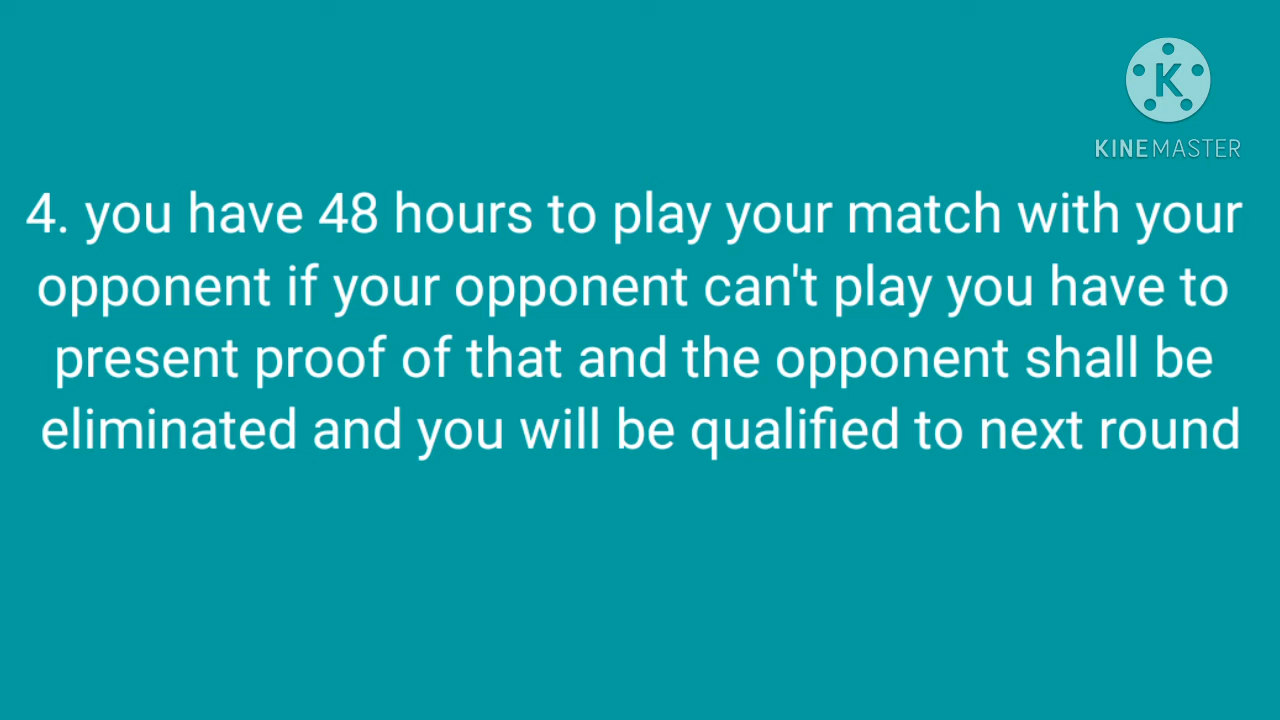 K
KINEMASTER
4. you have 48 hours to play your match with your
opponent if your opponent can't play you have to
present proof of that and the opponent shall be
eliminated and you will be qualified to next round